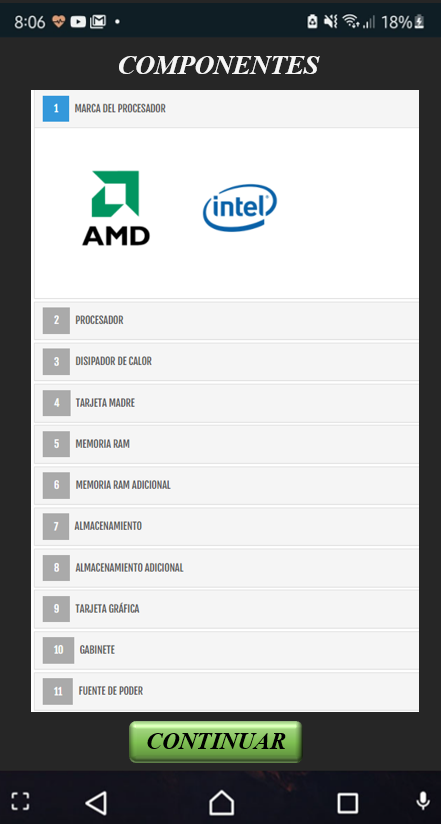 8:06 18%
COMPONENTES
1 MARCA DEL PROCESADOR
AMD intel
2 PROCESADOR
3 DISIPADOR DE CALOR
4 TARJETA MADRE
5 MEMORIA RAM
6 MEMORIA RAM ADICIONAL
7 ALMACENAMIENTO
8 ALMACENAMIENTO ADICIONAL
9 TARJETA GRÁFICA
10 GABINETE
11 FUENTE DE PODER
CONTINUAR